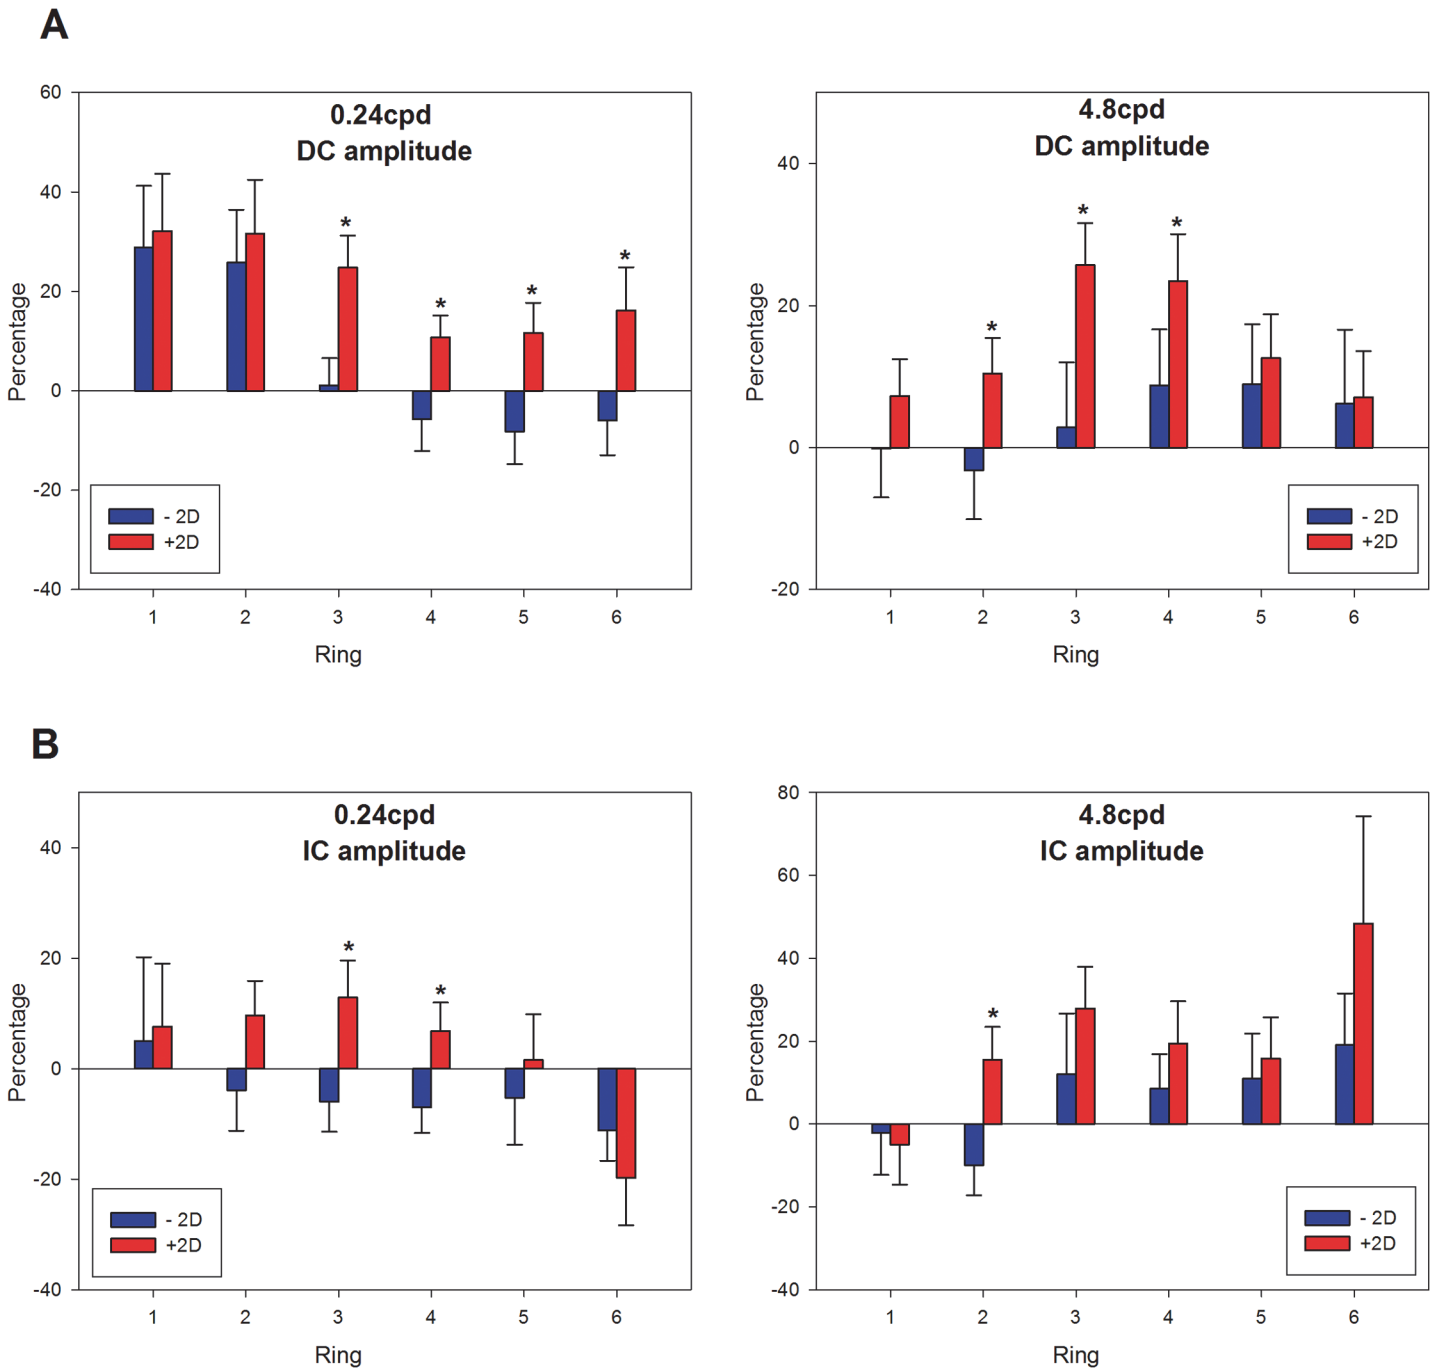 A
0.24cpd
DC amplitude
60
40
20
0
-20
-40
Percentage
*
*
*
*
- 2D
+2D
1 2 3 4 5 6
Ring
4.8cpd
DC amplitude
40
20
0
-20
Percentage
*
*
*
- 2D
+2D
1 2 3 4 5 6
Ring
B
0.24cpd
IC amplitude
40
20
0
-20
-40
Percentage
*
*
- 2D
+2D
1 2 3 4 5 6
Ring
4.8cpd
IC amplitude
80
60
40
20
0
-20
-40
Percentage
*
- 2D
+2D
1 2 3 4 5 6
Ring